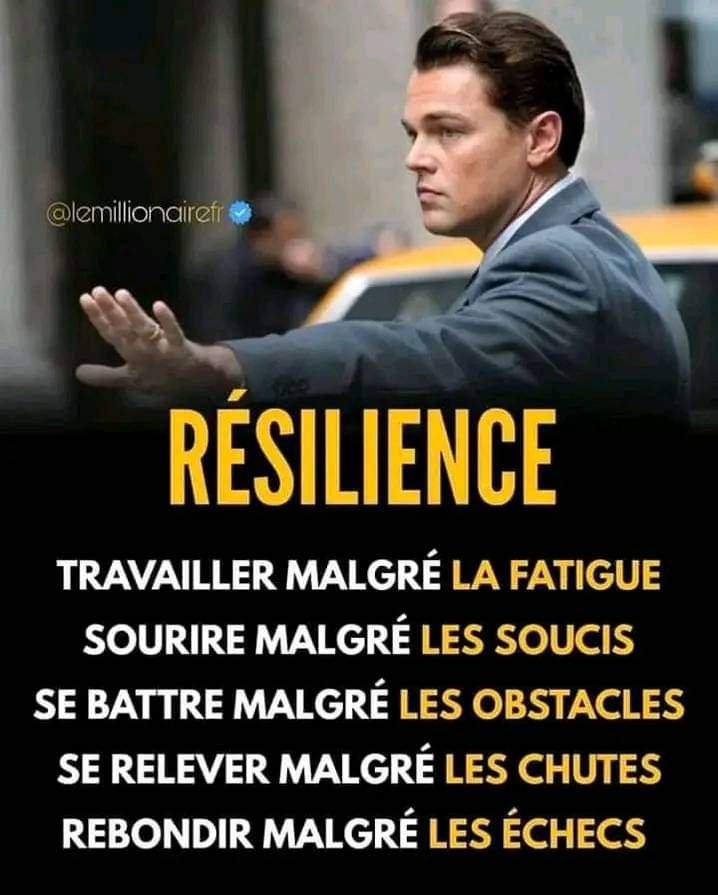 @lemillionairefr
RÉSILIENCE
TRAVAILLER MALGRÉ LA FATIGUE
SOURIRE MALGRÉ LES SOUCIS
SE BATTRE MALGRÉ LES OBSTACLES
SE RELEVER MALGRÉ LES CHUTES
REBONDIR MALGRÉ LES ÉCHECS